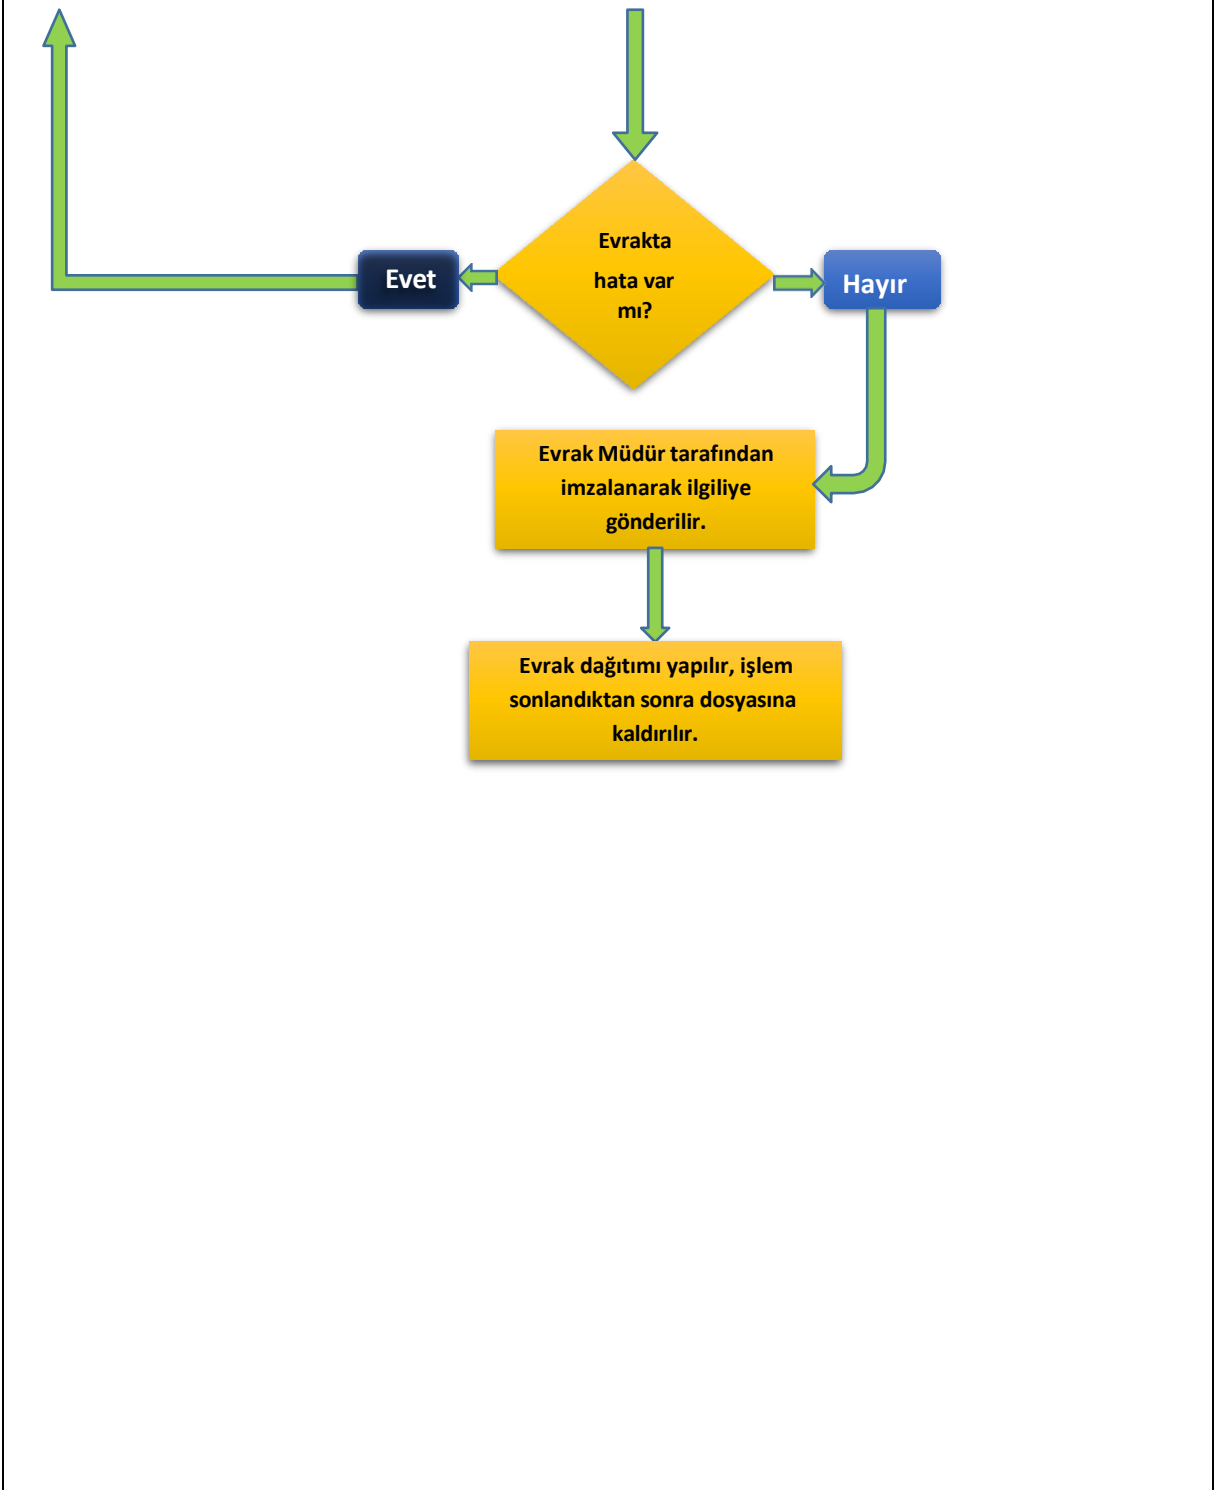 Evrakta
hata var
mı?
Evet
Hayır
Evrak Müdür tarafından
imzalanarak ilgiliye
gönderilir.
Evrak dağıtımı yapılır, işlem
sonlandıktan sonra dosyasına
kaldırılır.